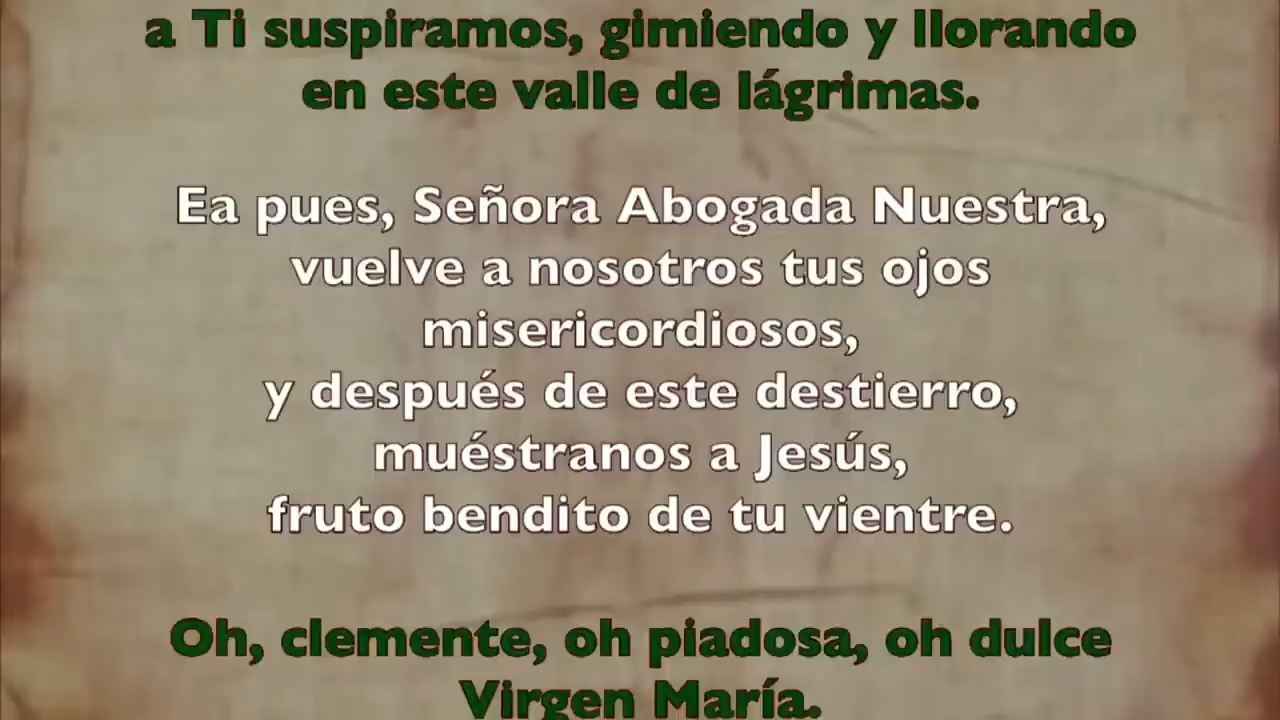 a Ti suspiramos, gimiendo y llorando
en este valle de lágrimas.
Ea pues, Señora Abogada Nuestra,
vuelve a nosotros tus ojos
misericordiosos,
y después de este destierro,
muéstranos a Jesús,
fruto bendito de tu vientre.
Oh, clemente, oh piadosa, oh dulce
Virgen María.